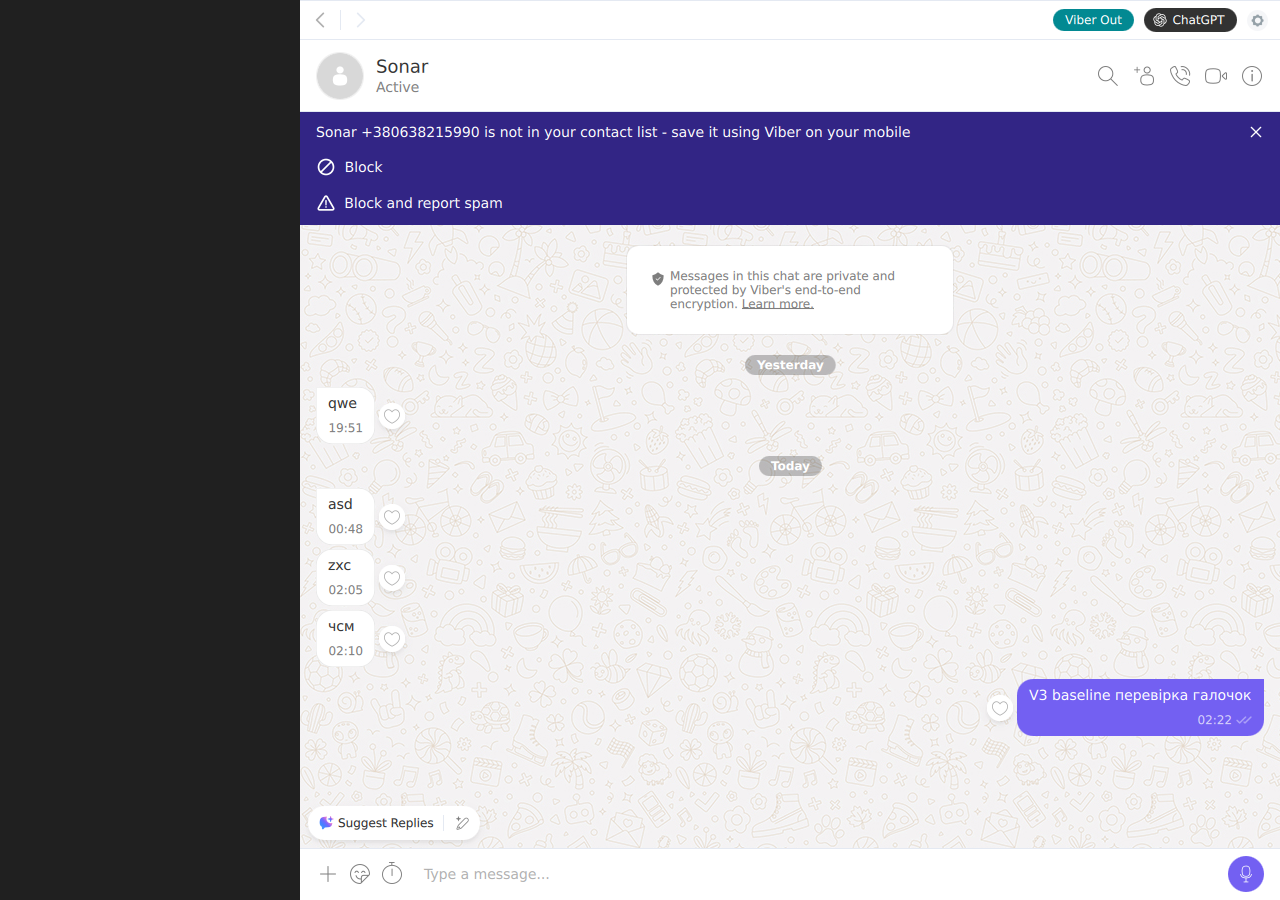 Viber Out
ChatGPT
Sonar
Active
Sonar +380638215990 is not in your contact list - save it using Viber on your mobile
Block
Block and report spam
Messages in this chat are private and
protected by Viber's end-to-end
encryption. Learn more.
Yesterday
qwe
19:51
Today
asd
00:48
zxc
02:05
чсм
02:10
V3 baseline перевірка галочок
02:22
Suggest Replies
Type a message...